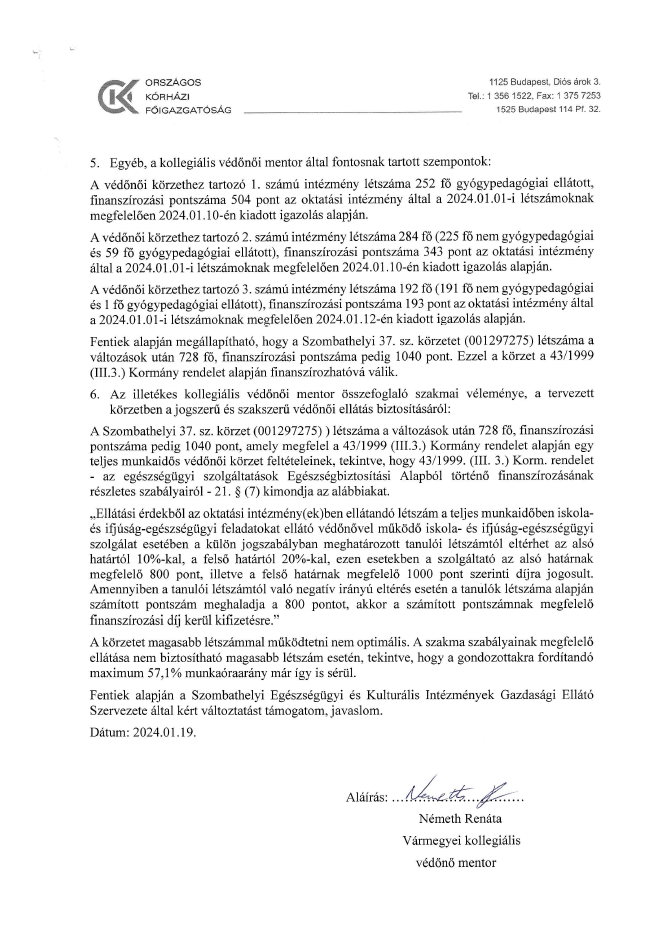 ORSZÁGOS
KÓRHÁZI
FŐIGAZGATÓSÁG
1125 Budapest, Diós árok 3.
Tel.: 1 356 1522, Fax: 1 375 7253
1525 Budapest 114 Pf. 32.
5. Egyéb, a kollegiális védőnői mentor által fontosnak tartott szempontok:
A védőnői körzethez tartozó 1. számú intézmény létszáma 252 fő gyógypedagógiai ellátott,
finanszírozási pontszáma 504 pont az oktatási intézmény által a 2024.01.01-i létszámoknak
megfelelően 2024.01.10-én kiadott igazolás alapján.
A védőnői körzethez tartozó 2. számú intézmény létszáma 284 fő (225 fő nem gyógypedagógiai
és 59 fő gyógypedagógiai ellátott), finanszírozási pontszáma 343 pont az oktatási intézmény
által a 2024.01.01-i létszámoknak megfelelően 2024.01.10-én kiadott igazolás alapján.
A védőnői körzethez tartozó 3. számú intézmény létszáma 192 fő (191 fő nem gyógypedagógiai
és 1 fő gyógypedagógiai ellátott), finanszírozási pontszáma 193 pont az oktatási intézmény által
a 2024.01.01-i létszámoknak megfelelően 2024.01.12-én kiadott igazolás alapján.
Fentiek alapján megállapítható, hogy a Szombathelyi 37. sz. körzetet (001297275) létszáma a
változások után 728 fő, finanszírozási pontszáma pedig 1040 pont. Ezzel a körzet a 43/1999
(III.3.) Kormány rendelet alapján finanszírozhatóvá válik.
6. Az illetékes kollegiális védőnői mentor összefoglaló szakmai véleménye, a tervezett
körzetben a jogszerű és szakszerű védőnői ellátás biztosításáról:
A Szombathelyi 37. sz. körzet (001297275) ) létszáma a változások után 728 fő, finanszírozási
pontszáma pedig 1040 pont, amely megfelel a 43/1999 (III.3.) Kormány rendelet alapján egy
teljes munkaidős védőnői körzet feltételeinek, tekintve, hogy 43/1999. (III. 3.) Korm. rendelet
- az egészségügyi szolgáltatások Egészségbiztosítási Alapból történő finanszírozásának
részletes szabályairól - 21. § (7) kimondja az alábbiakat.
„Ellátási érdekből az oktatási intézmény(ek)ben ellátandó létszám a teljes munkaidőben iskola-
és ifjúság-egészségügyi feladatokat ellátó védőnővel működő iskola- és ifjúság-egészségügyi
szolgálat esetében a külön jogszabályban meghatározott tanulói létszámtól eltérhet az alsó
határtól 10%-kal, a felső határtól 20%-kal, ezen esetekben a szolgáltató az alsó határnak
megfelelő 800 pont, illetve a felső határnak megfelelő 1000 pont szerinti díjra jogosult.
Amennyiben a tanulói létszámtól való negatív irányú eltérés esetén a tanulók létszáma alapján
számított pontszám meghaladja a 800 pontot, akkor a számított pontszámnak megfelelő
finanszírozási díj kerül kifizetésre.”
A körzetet magasabb létszámmal működtetni nem optimális. A szakma szabályainak megfelelő
ellátása nem biztosítható magasabb létszám esetén, tekintve, hogy a gondozottakra fordítandó
maximum 57,1% munkaóraarány már így is sérül.
Fentiek alapján a Szombathelyi Egészségügyi és Kulturális Intézmények Gazdasági Ellátó
Szervezete által kért változtatást támogatom, javaslom.
Dátum: 2024.01.19.
Aláírás: ....Németh..........
Németh Renáta
Vármegyei kollegiális
védőnő mentor